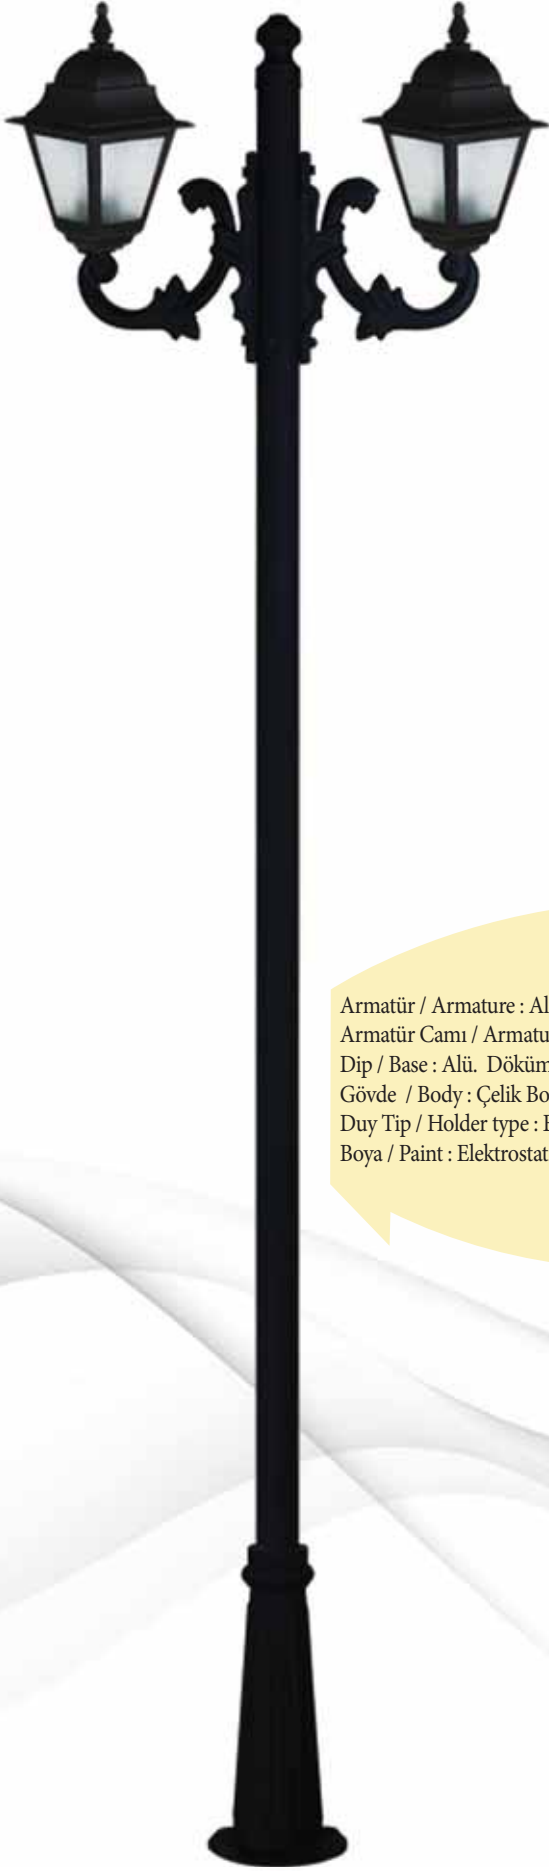 Armatür / Armature : Al
Armatür Camı / Armatu
Dip / Base : Alü. Döküm
Gövde / Body : Çelik Bo
Duy Tip / Holder type :
Boya / Paint : Elektrostat